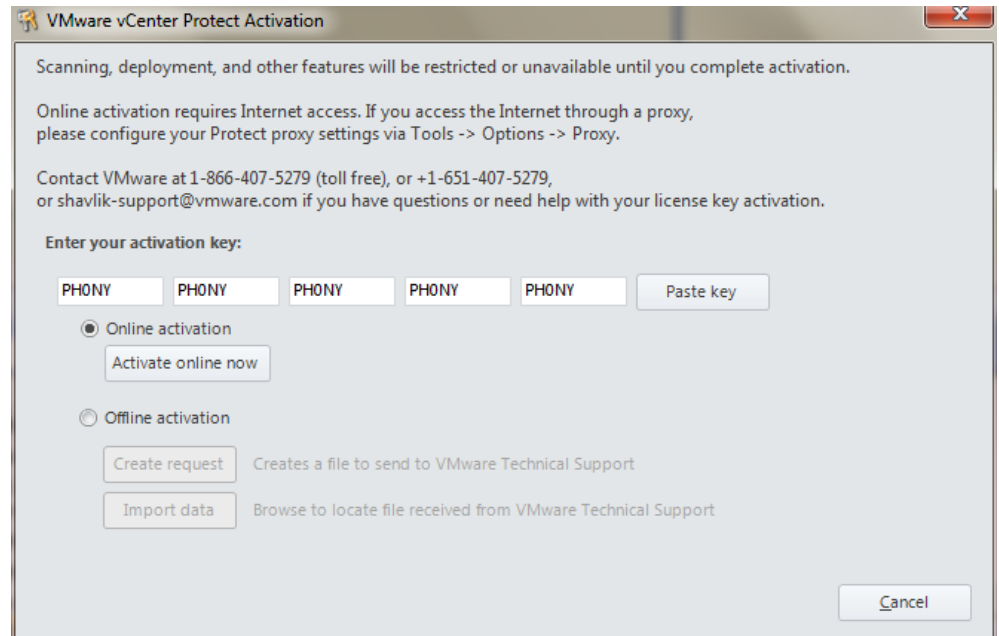 VMware vCenter Protect Activation
X
Scanning, deployment, and other features will be restricted or unavailable until you complete activation.
Online activation requires Internet access. If you access the Internet through a proxy,
please configure your Protect proxy settings via Tools -> Options -> Proxy.
Contact VMware at 1-866-407-5279 (toll free), or +1-651-407-5279,
or shavlik-support@vmware.com if you have questions or need help with your license key activation.
Enter your activation key:
PH0NY PH0NY PH0NY PH0NY PH0NY Paste key
Online activation
Activate online now
Offline activation
Create request Creates a file to send to VMware Technical Support
Import data Browse to locate file received from VMware Technical Support
Cancel